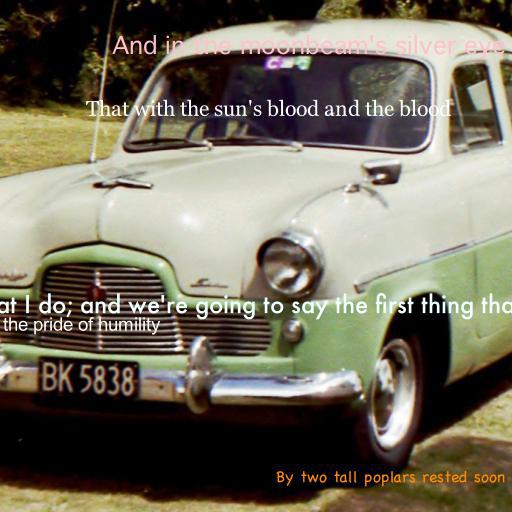 And in the moonbeam's silver eye
That with the sun's blood and the blood
at I do; and we're going to say the first thing tha
the pride of humility
BK 5838
By two tall poplars rested soon